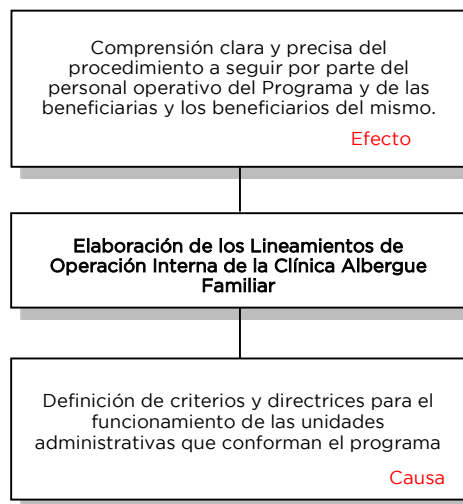 Comprensión clara y precisa del
procedimiento a seguir por parte del
personal operativo del Programa y de las
beneficiarias y los beneficiarios del mismo.
Efecto
Elaboración de los Lineamientos de
Operación Interna de la Clínica Albergue
Familiar
Definición de criterios y directrices para el
funcionamiento de las unidades
administrativas que conforman el programa
Causa